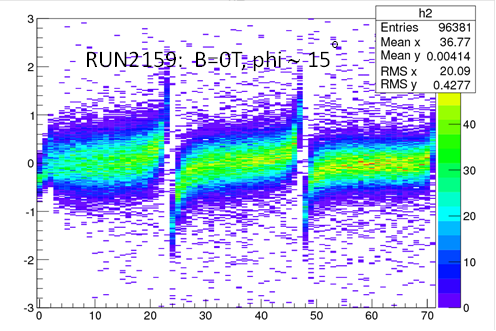 h2
Entries 96381
Mean x 36.77
Mean y 0.00414
RMS x 20.09
RMS y 0.4277
RUN2159: B=0T, phi ~ 15°
3
2
1
0
-1
-2
-3
0 10 20 30 40 50 60 70
40
30
20
10
0